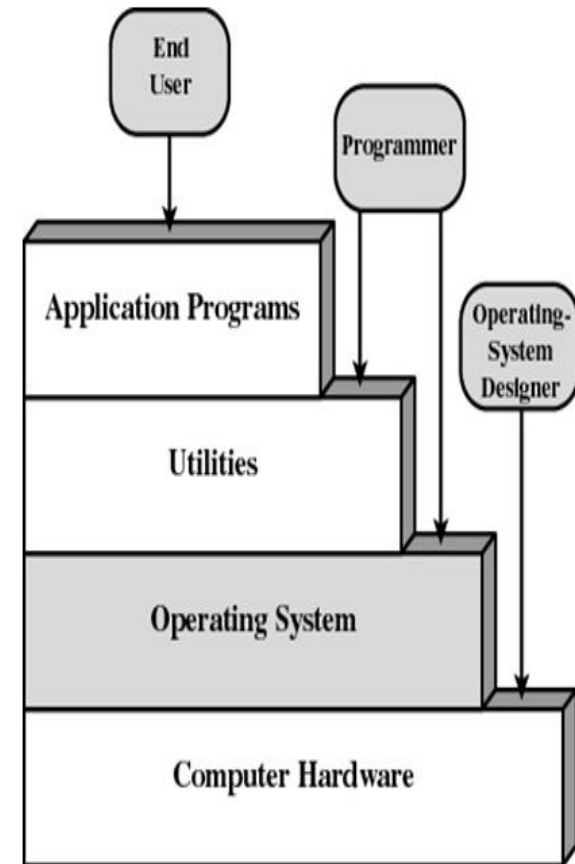 End
User
Programmer
Application Programs
Operating-
System
Designer
Utilities
Operating System
Computer Hardware